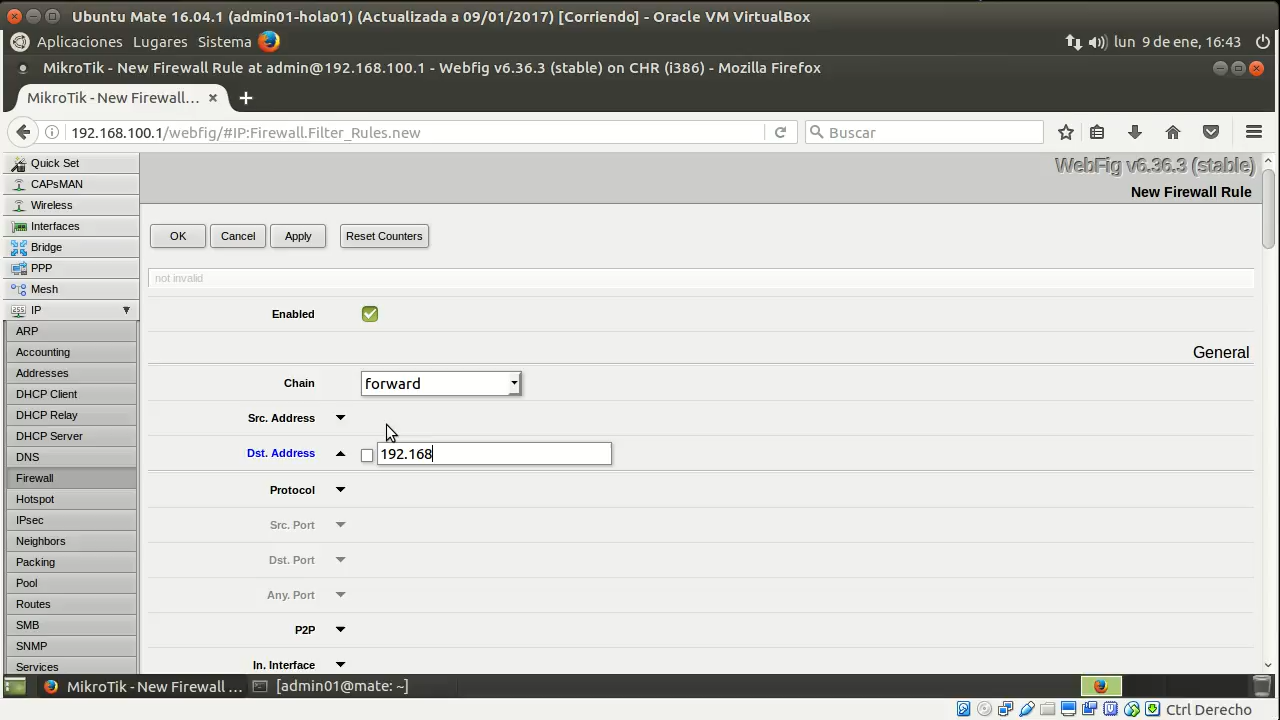 Ubuntu Mate 16.04.1 (admin01-hola01) (Actualizada a 09/01/2017) [Corriendo] - Oracle VM VirtualBox
Aplicaciones Lugares Sistema lun 9 de ene, 16:43
MikroTik - New Firewall Rule at admin@192.168.100.1 - Webfig v6.36.3 (stable) on CHR (i386) - Mozilla Firefox
MikroTik - New Firewall...
192.168.100.1/webfig/#IP:Firewall.Filter_Rules.new Buscar
Quick Set
CAPsMAN
Wireless
Interfaces
Bridge
PPP
Mesh
IP
ARP
Accounting
Addresses
DHCP Client
DHCP Relay
DHCP Server
DNS
Firewall
Hotspot
IPsec
Neighbors
Packing
Pool
Routes
SMB
SNMP
Services
WebFig v6.36.3 (stable)
New Firewall Rule
OK Cancel Apply Reset Counters
not invalid
Enabled
General
Chain forward
Src. Address
Dst. Address 192.168
Protocol
Src. Port
Dst. Port
Any. Port
P2P
In. Interface
MikroTik - New Firewall ... [admin01@mate: ~]
Ctrl Derecho